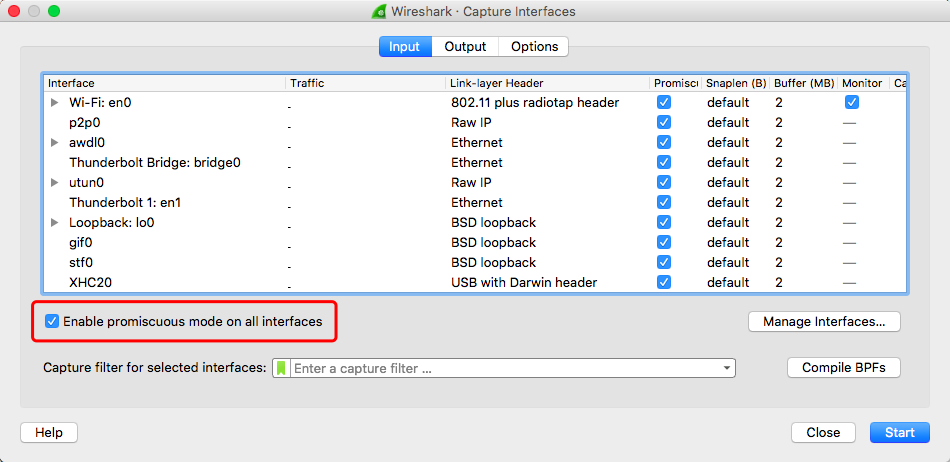 Wireshark · Capture Interfaces
Input Output Options
Interface Traffic Link-layer Header Promisc Snaplen (B) Buffer (MB) Monitor Ca
Wi-Fi: en0 - 802.11 plus radiotap header default 2
p2p0 - Raw IP default 2 —
awdl0 - Ethernet default 2 —
Thunderbolt Bridge: bridge0 - Ethernet default 2 —
utun0 - Raw IP default 2 —
Thunderbolt 1: en1 - Ethernet default 2 —
Loopback: lo0 - BSD loopback default 2 —
gif0 - BSD loopback default 2 —
stf0 - BSD loopback default 2 —
XHC20 - USB with Darwin header default 2 —
Enable promiscuous mode on all interfaces Manage Interfaces...
Capture filter for selected interfaces: Enter a capture filter ... Compile BPFs
Help Close Start